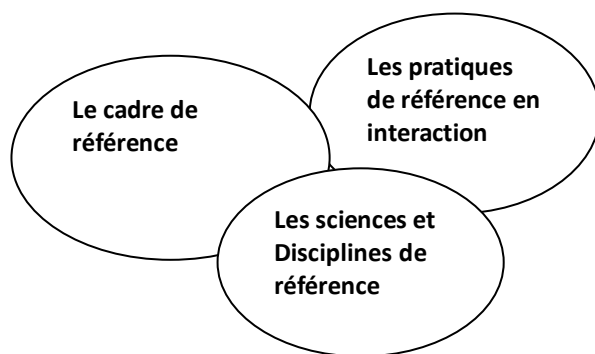 Le cadre de
référence
Les pratiques
de référence en
interaction
Les sciences et
Disciplines de
référence